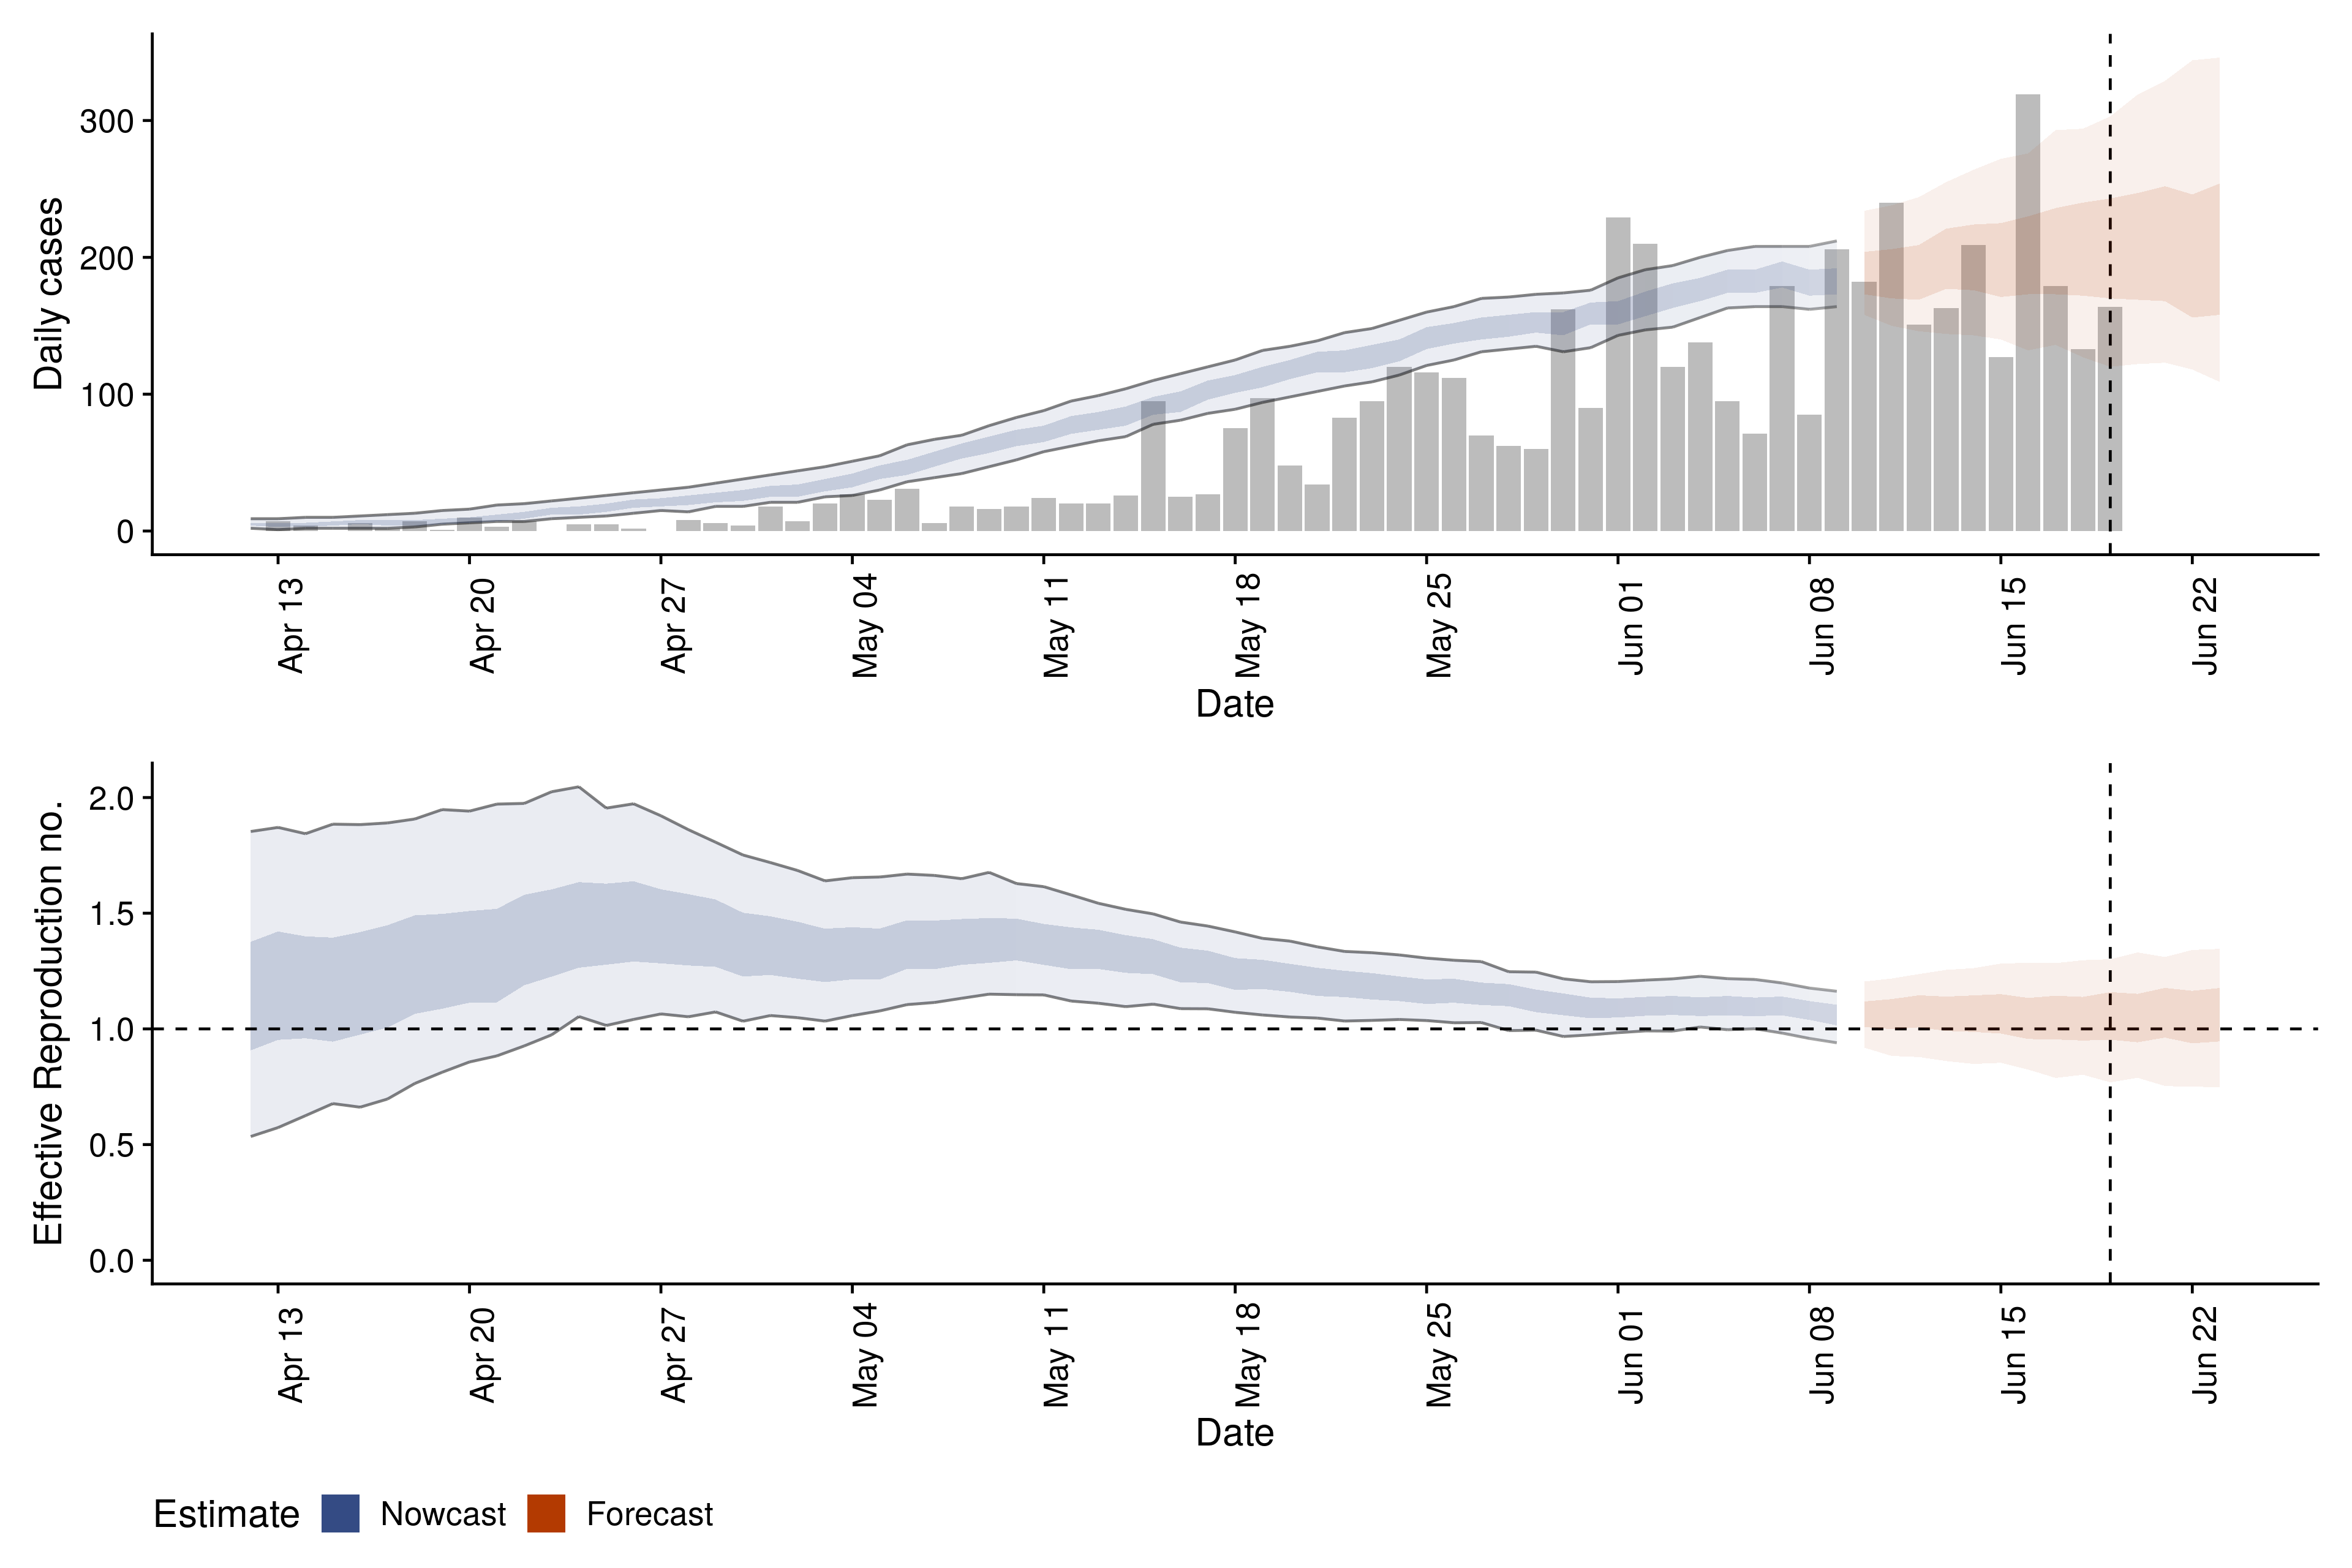 Daily cases
300
200
100
0
Apr 13
Apr 20
Apr 27
May 04
May 11
May 18
May 25
Jun 01
Jun 08
Jun 15
Jun 22
Date
Effective Reproduction no.
2.0
1.5
1.0
0.5
0.0
Apr 13
Apr 20
Apr 27
May 04
May 11
May 18
May 25
Jun 01
Jun 08
Jun 15
Jun 22
Date
Estimate Nowcast Forecast